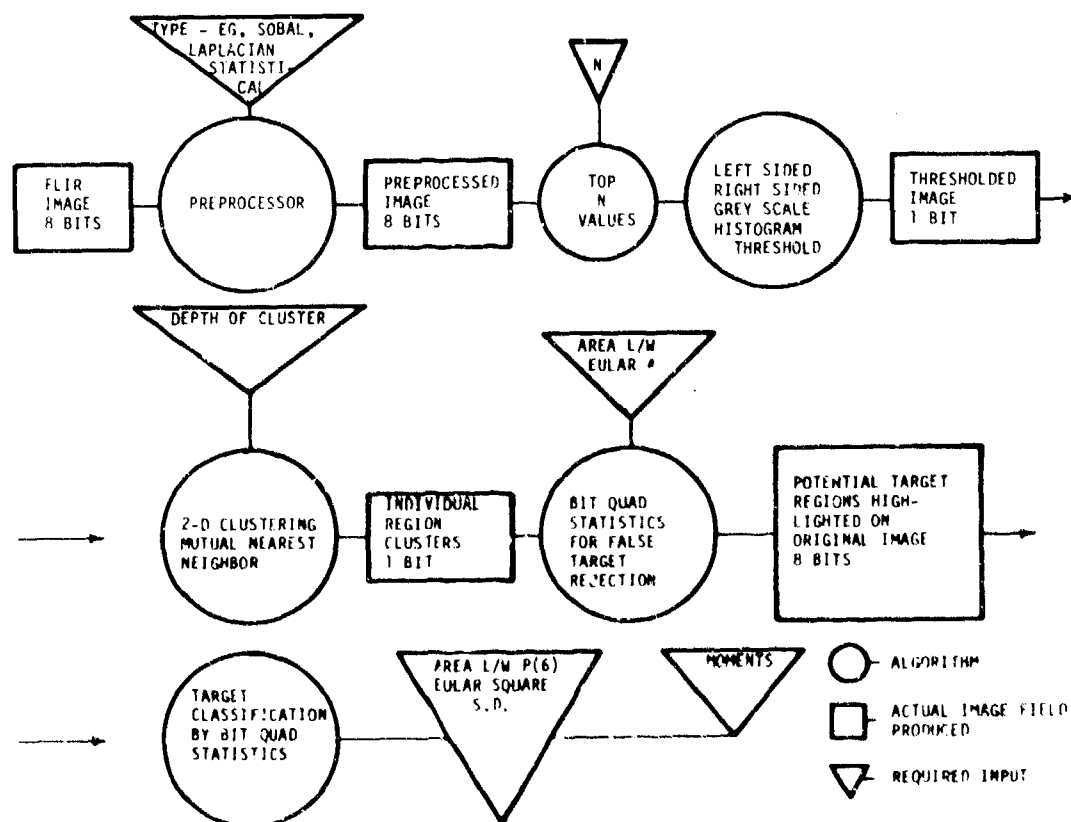 TYPE - EG, SOBAL,
LAPLACIAN
STATISTI-
CAL
N
FLIR
IMAGE
8 BITS
PREPROCESSOR
PREPROCESSED
IMAGE
8 BITS
TOP
N
VALUES
LEFT SIDED
RIGHT SIDED
GREY SCALE
HISTOGRAM
THRESHOLD
THRESHOLDED
IMAGE
1 BIT
DEPTH OF CLUSTER
AREA L/W
EULAR #
2-D CLUSTERING
MUTUAL NEAREST
NEIGHBOR
INDIVIDUAL
REGION
CLUSTERS
1 BIT
BIT QUAD
STATISTICS
FOR FALSE
TARGET
REJECTION
POTENTIAL TARGET
REGIONS HIGH-
LIGHTED ON
ORIGINAL IMAGE
8 BITS
TARGET
CLASSIFICATION
BY BIT QUAD
STATISTICS
AREA L/W P(6)
EULAR SQUARE
S.D.
MOMENTS
- ALGORITHM
- ACTUAL IMAGE FIELD
PRODUCED
- REQUIRED INPUT